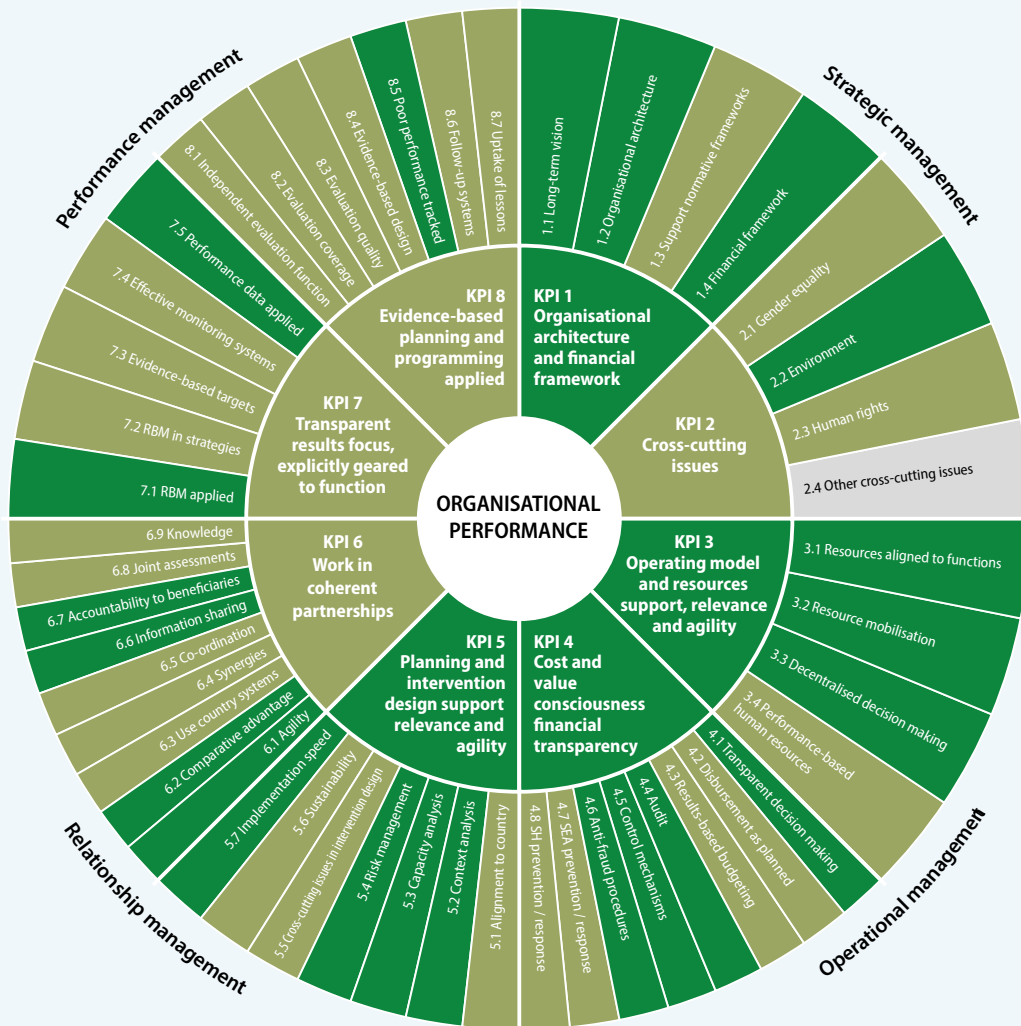 ORGANISATIONAL
PERFORMANCE
Strategic management
KPI 1
Organisational
architecture
and financial
framework
1.1 Long-term vision
1.2 Organisational architecture
1.3 Support normative frameworks
1.4 Financial framework
KPI 2
Cross-cutting
issues
2.1 Gender equality
2.2 Environment
2.3 Human rights
2.4 Other cross-cutting issues
Operational management
KPI 3
Operating model
and resources
support, relevance
and agility
3.1 Resources aligned to functions
3.2 Resource mobilisation
3.3 Decentralised decision making
3.4 Performance-based
human resources
KPI 4
Cost and
value
consciousness
financial
transparency
4.1 Transparent decision making
4.2 Disbursement as planned
4.3 Results-based budgeting
4.4 Audit
4.5 Control mechanisms
4.6 Anti-fraud procedures
4.7 SEA prevention / response
4.8 SH prevention / response
Relationship management
KPI 5
Planning and
intervention
design support
relevance and
agility
5.1 Alignment to country
5.2 Context analysis
5.3 Capacity analysis
5.4 Risk management
5.5 Cross-cutting issues in intervention design
5.6 Sustainability
5.7 Implementation speed
KPI 6
Work in
coherent
partnerships
6.1 Agility
6.2 Comparative advantage
6.3 Use country systems
6.4 Synergies
6.5 Co-ordination
6.6 Information sharing
6.7 Accountability to beneficiaries
6.8 Joint assessments
6.9 Knowledge
Performance management
KPI 7
Transparent
results focus,
explicitly geared
to function
7.1 RBM applied
7.2 RBM in strategies
7.3 Evidence-based targets
7.4 Effective monitoring systems
7.5 Performance data applied
KPI 8
Evidence-based
planning and
programming
applied
8.1 Independent evaluation function
8.2 Evaluation coverage
8.3 Evaluation quality
8.4 Evidence-based design
8.5 Poor performance tracked
8.6 Follow-up systems
8.7 Uptake of lessons